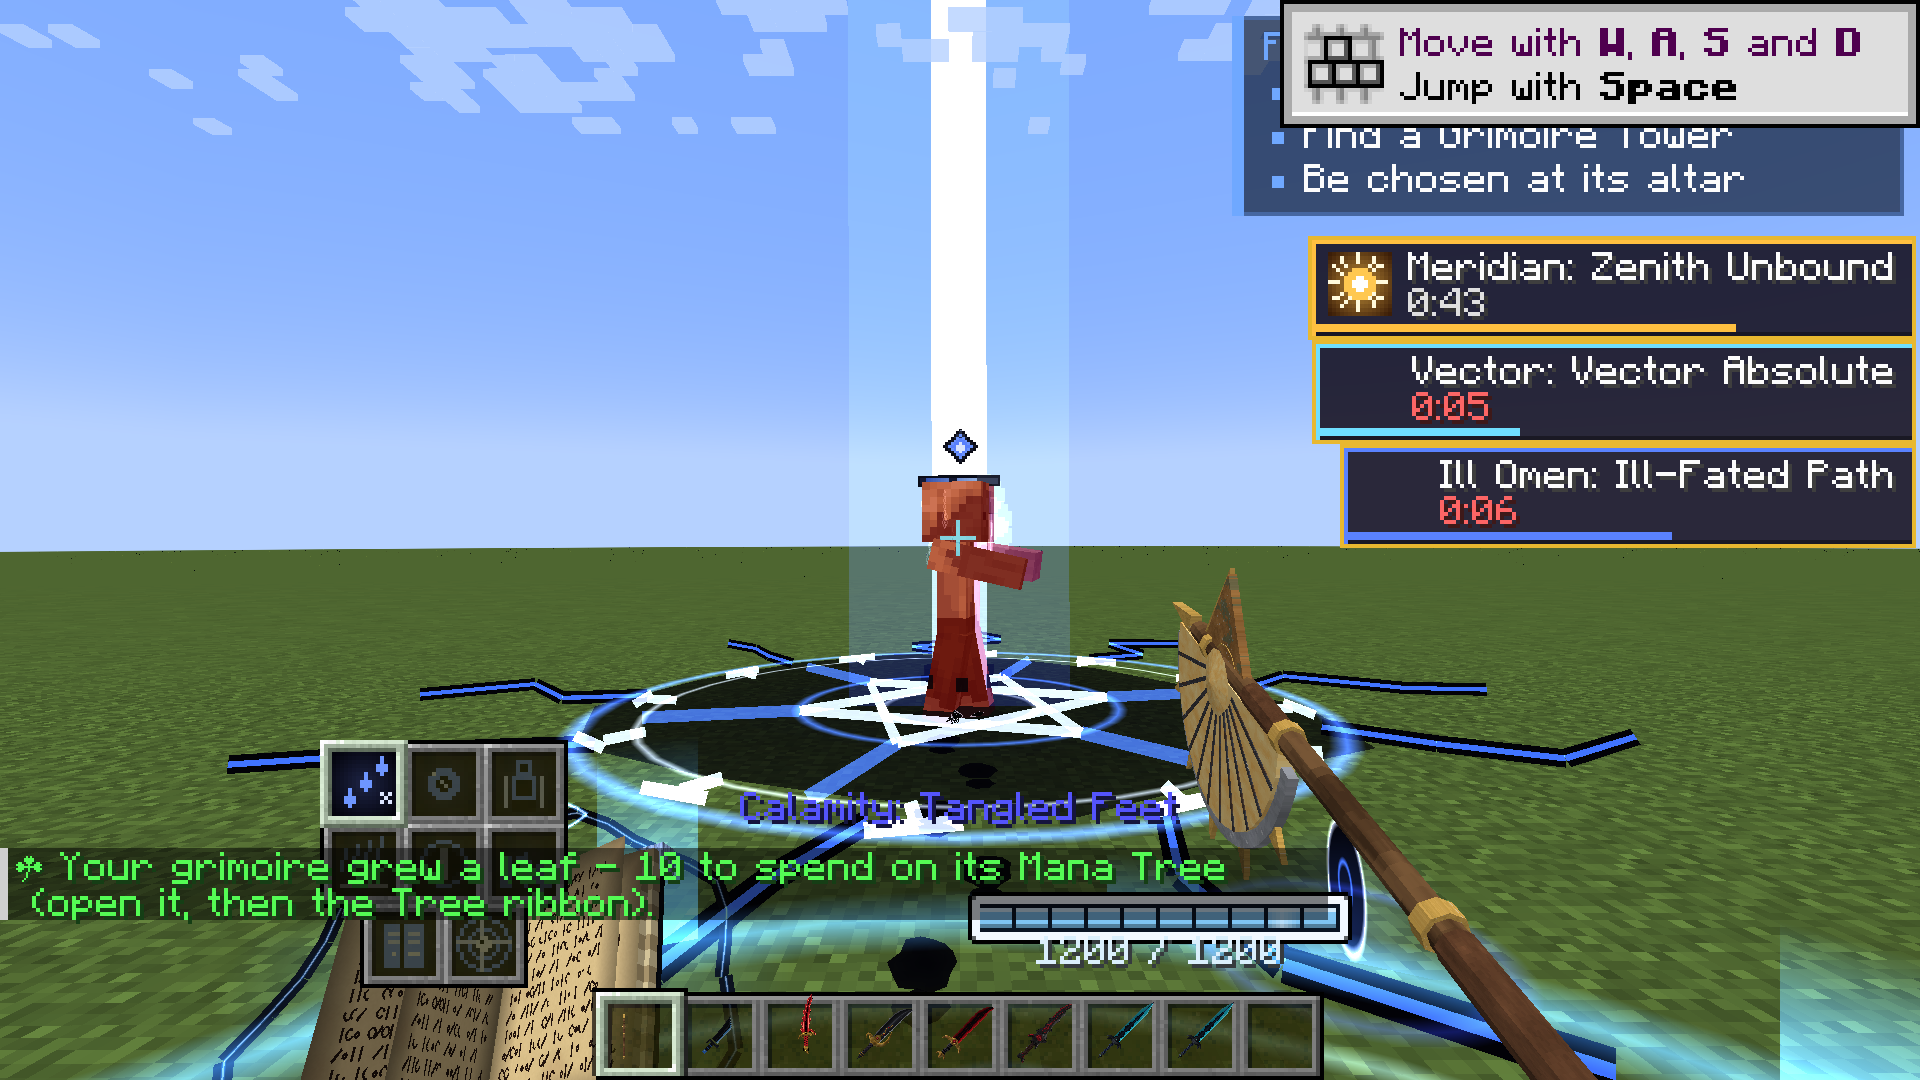 Move with W, A, S and D
Jump with Space
F
Find a Grimoire Tower
Be chosen at its altar
Meridian: Zenith Unbound
0:43
Vector: Vector Absolute
0:05
Ill Omen: Ill-Fated Path
0:06
Calamity: Tangled Feet
Your grimoire grew a leaf - 10 to spend on its Mana Tree
(open it, then the Tree ribbon).
1200 / 1200